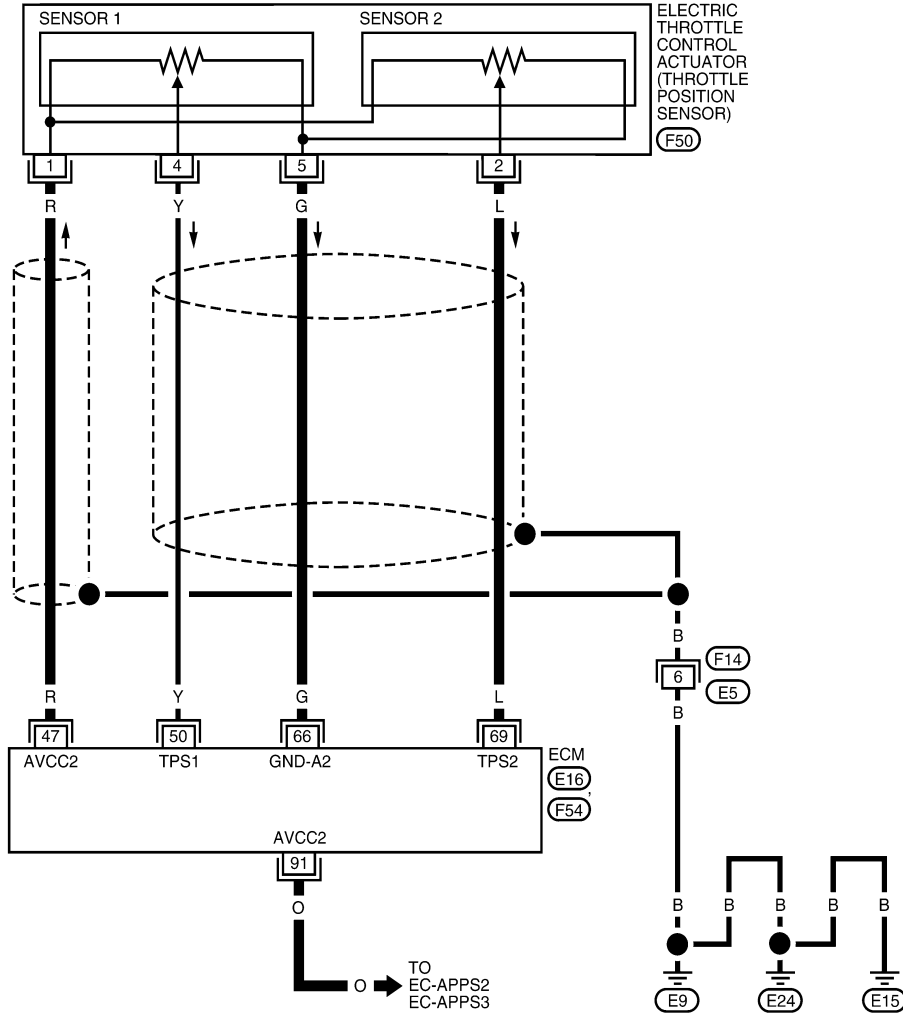 SENSOR 1
SENSOR 2
ELECTRIC
THROTTLE
CONTROL
ACTUATOR
(THROTTLE
POSITION
SENSOR)
F50
1 4 5 2
R Y G L
B
F14
6
E5
B
R Y G L
47 50 66 69
AVCC2 TPS1 GND-A2 TPS2
ECM
E16,
F54
AVCC2
91
O
B B B B B
O
TO
EC-APPS2
EC-APPS3
E9 E24 E15